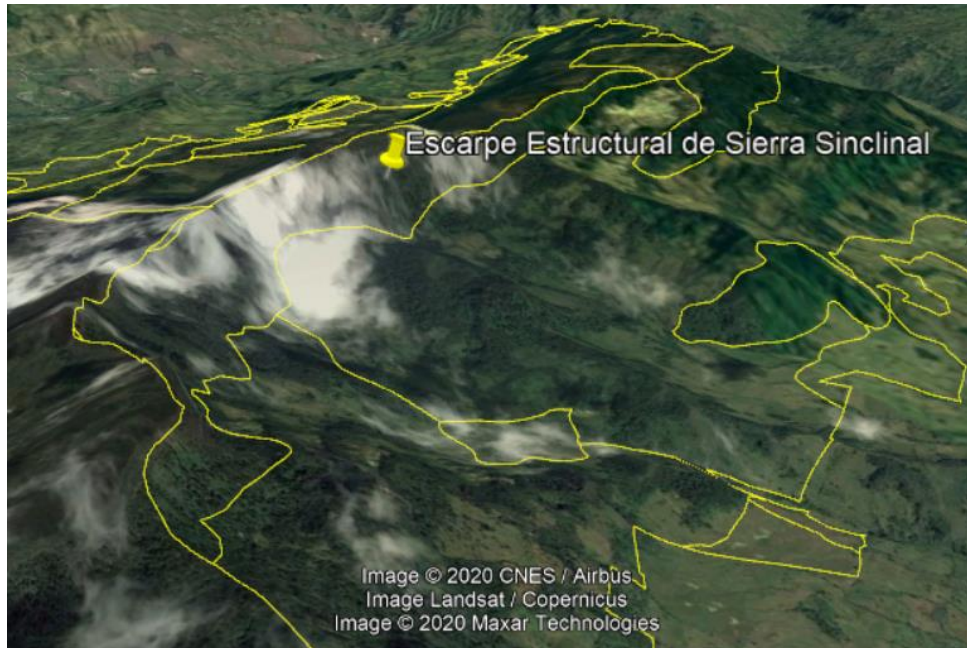 Escarpe Estructural de Sierra Sinclinal
Image © 2020 CNES / Airbus
Image Landsat / Copernicus
Image © 2020 Maxar Technologies